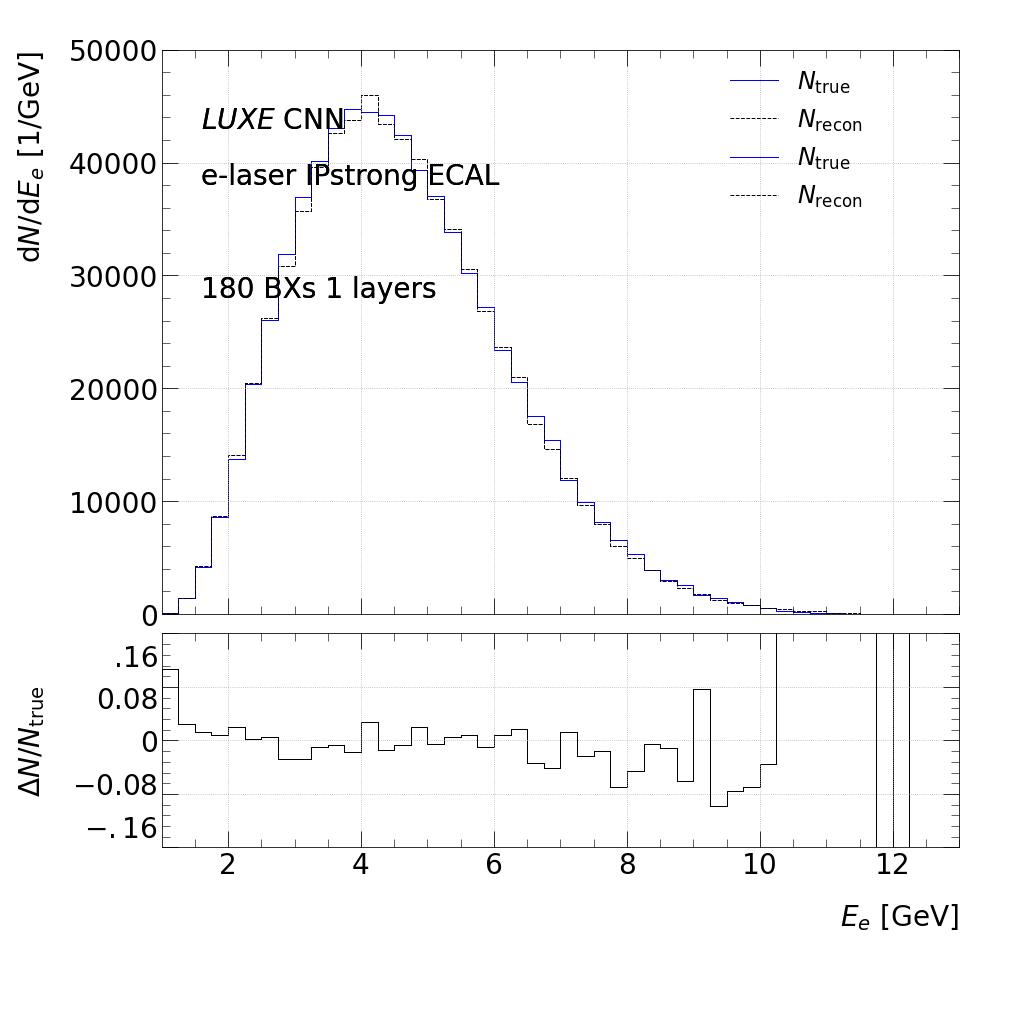 50000
40000
30000
20000
10000
0
dN/dE_e [1/GeV]
LUXE CNN
e-laser IPstrong ECAL
180 BXs 1 layers
N_true
N_recon
N_true
N_recon
.16
0.08
0
−0.08
−.16
ΔN/N_true
2 4 6 8 10 12
E_e [GeV]